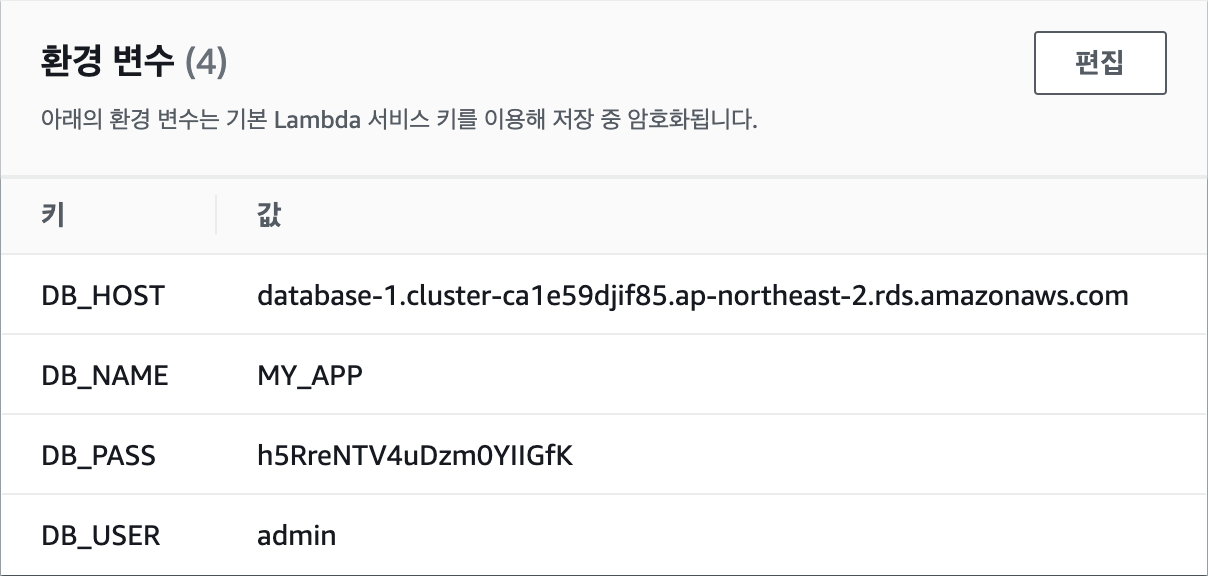 환경 변수 (4)
편집
아래의 환경 변수는 기본 Lambda 서비스 키를 이용해 저장 중 암호화됩니다.
키 값
DB_HOST database-1.cluster-ca1e59djif85.ap-northeast-2.rds.amazonaws.com
DB_NAME MY_APP
DB_PASS h5RreNTV4uDzm0YIIGfK
DB_USER admin